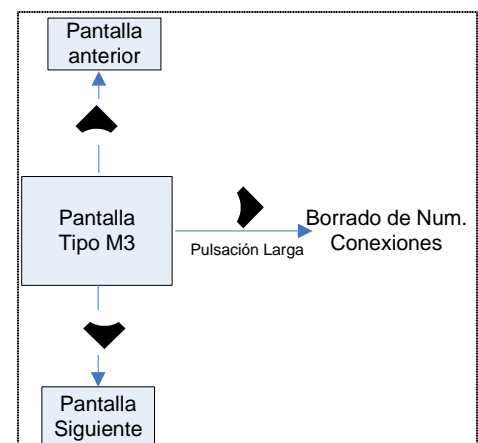 Pantalla
anterior
Pantalla
Tipo M3
Pulsación Larga
Borrado de Num.
Conexiones
Pantalla
Siguiente